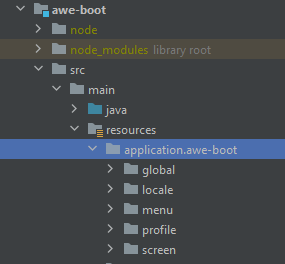 awe-boot
node
node_modules library root
src
main
java
resources
application.awe-boot
global
locale
menu
profile
screen